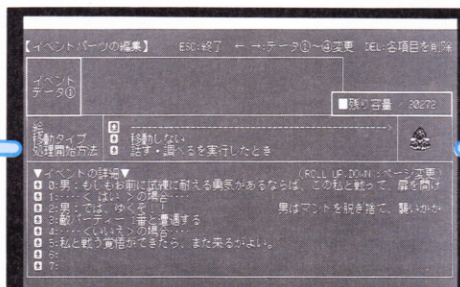 【イベントパーツの編集】 ESC:終了 ← →:データ①~④変更 DEL:各項目を削除
イベント
データ①
■残り容量 / 30272
絵
移動タイプ 0 移動しない
処理開始方法 0 話す・調べるを実行したとき
▼イベントの詳細▼ (ROLL UP・DOWN:ページ変更)
0:男:もしもお前に試練に耐える勇気があるならば、この私と戦って、扉を開け
1:‥‥<はい>の場合‥‥
2:男:では、ゆくぞ 男はマントを脱ぎ捨て、襲いかか
3:敵パーティー 1番と遭遇する
4:‥‥<いいえ>の場合‥‥
5:私と戦う覚悟ができたら、また来るがよい。
6:
7: